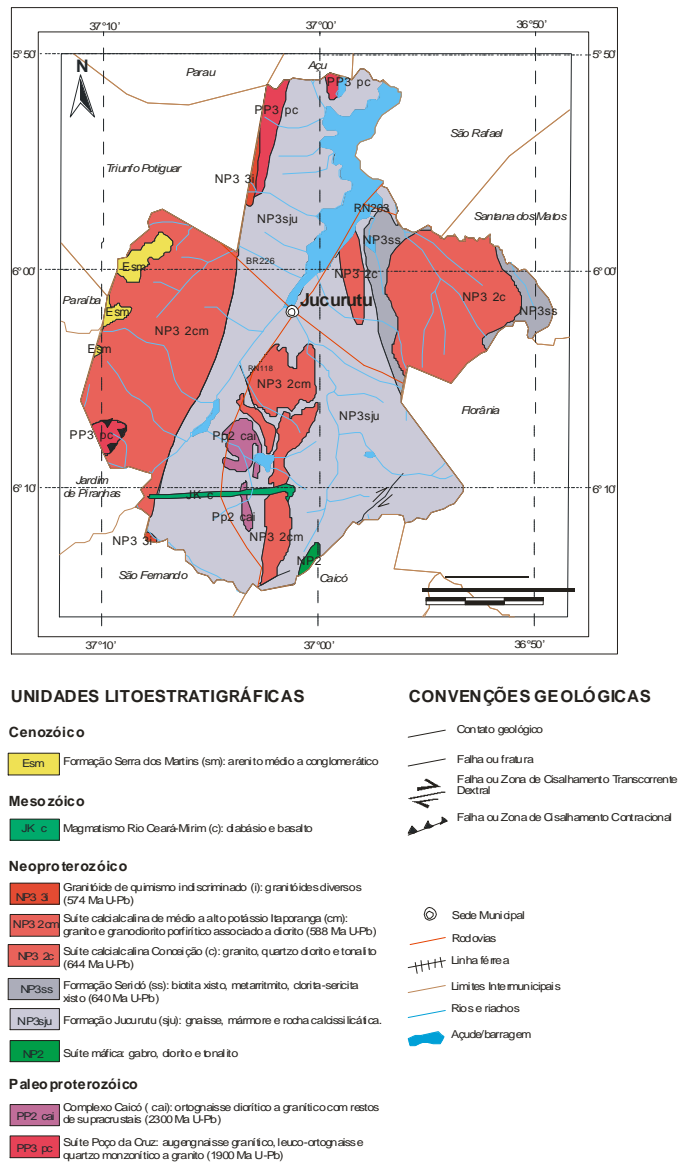 37°10'
37°00'
36°50'
5°50'
5°50'
N
Parau
Açu
PP3 pc
PP3 pc
São Rafael
Triunfo Potiguar
NP3 3i
RN203
Santana dos Matos
NP3sju
NP3ss
Esm
BR226
6°00'
6°00'
NP3 2c
NP3 2c
Paraíba
Jucurutu
Esm
NP3ss
NP3 2cm
Esm
RN118
NP3 2cm
NP3sju
Florânia
PP3 pc
Pp2 cai
Jardim
de Piranhas
6°10'
6°10'
JK c
Pp2 cai
NP3 3i
NP3 2cm
NP2
São Fernando
Caicó
37°10'
37°00'
36°50'
UNIDADES LITOESTRATIGRÁFICAS
Cenozóico
Esm Formação Serra dos Martins (sm): arenito médio a conglomerático
Mesozóico
JK c Magmatismo Rio Ceará-Mirim (c): diabásio e basalto
Neoproterozóico
NP3 3i Granitóide de quimismo indiscriminado (i): granitóides diversos
(574 Ma U-Pb)
NP3 2cm Suíte calcialcalina de médio a alto potássio Itaporanga (cm):
granito e granodiorito porfirítico associado a diorito (588 Ma U-Pb)
NP3 2c Suíte calcialcalina Conceição (c): granito, quartzo diorito e tonalito
(644 Ma U-Pb)
NP3ss Formação Seridó (ss): biotita xisto, metarritmito, clorita-sericita
xisto (640 Ma U-Pb)
NP3sju Formação Jucurutu (sju): gnaisse, mármore e rocha calcissilicática.
NP2 Suíte máfica: gabro, diorito e tonalito
Paleoproterozóico
PP2 cai Complexo Caicó ( cai): ortognaisse diorítico a granítico com restos
de supracrustais (2300 Ma U-Pb)
PP3 pc Suíte Poço da Cruz: augengnaisse granítico, leuco-ortognaisse
quartzo monzonítico a granito (1900 Ma U-Pb)
CONVENÇÕES GEOLÓGICAS
Contato geológico
Falha ou fratura
Falha ou Zona de Cisalhamento Transcorrente
Dextral
Falha ou Zona de Cisalhamento Contracional
Sede Municipal
Rodovias
Linha férrea
Limites Intermunicipais
Rios e riachos
Açude/barragem